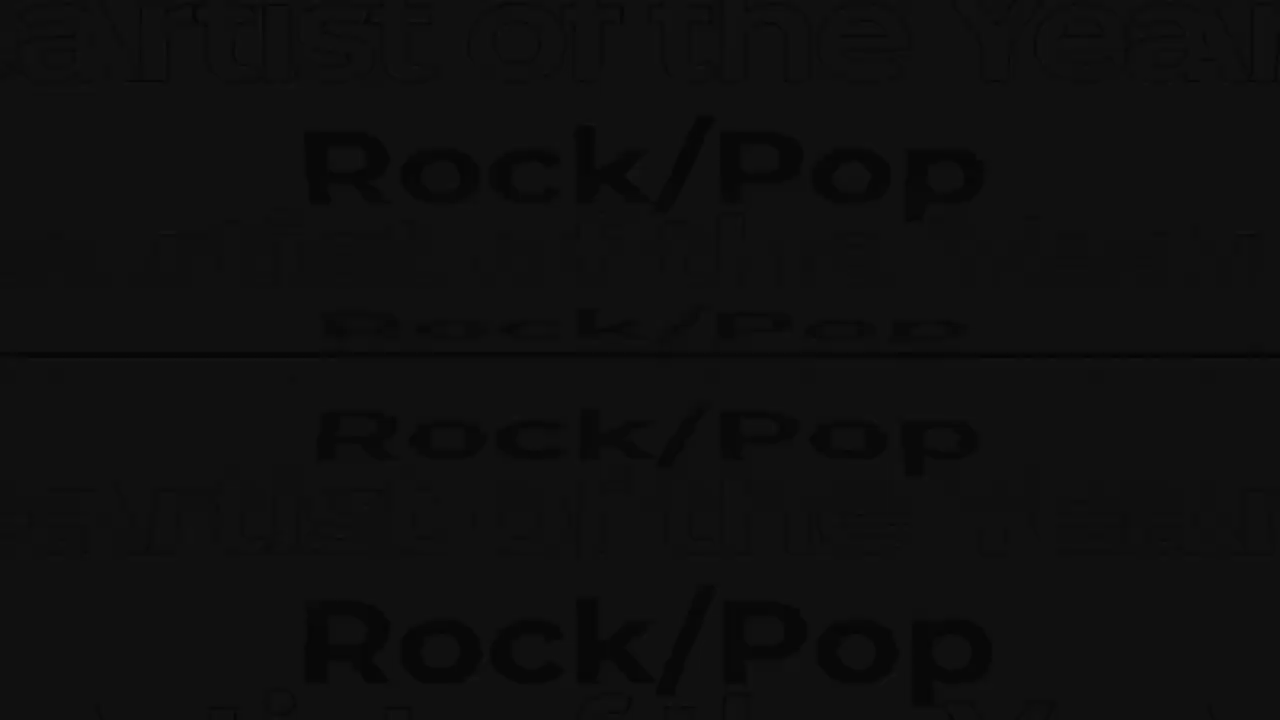 artist of the Year
Rock/Pop
artist of the Year
Rock/Pop
Rock/Pop
Artist of the Year
Rock/Pop